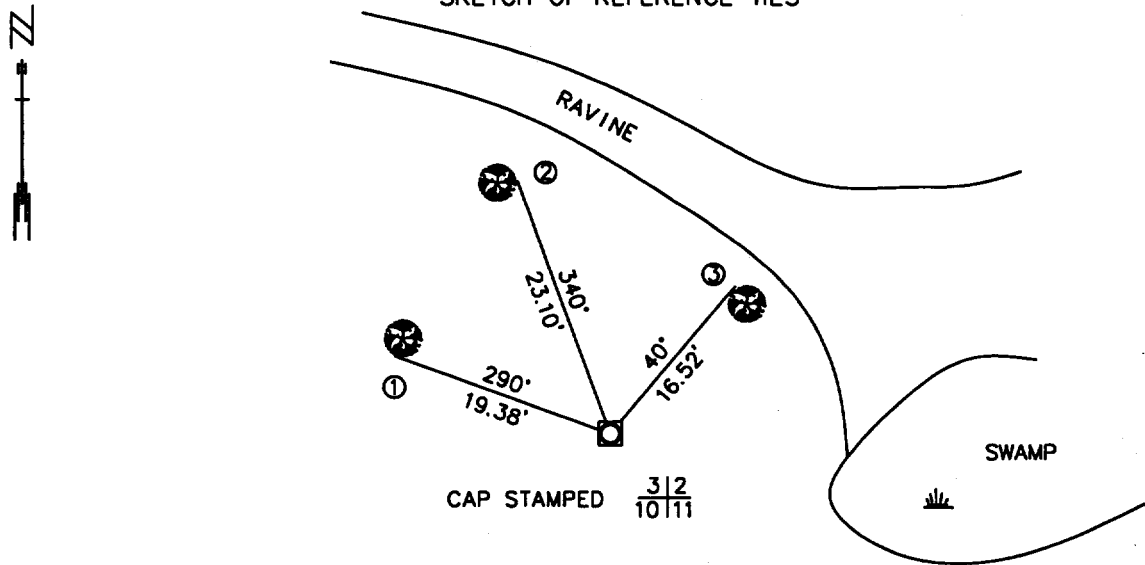 SKETCH OF REFERENCE TIES
N
RAVINE
2
3
340°
23.10'
40°
16.52'
1
290°
19.38'
SWAMP
CAP STAMPED 3|2
10|11